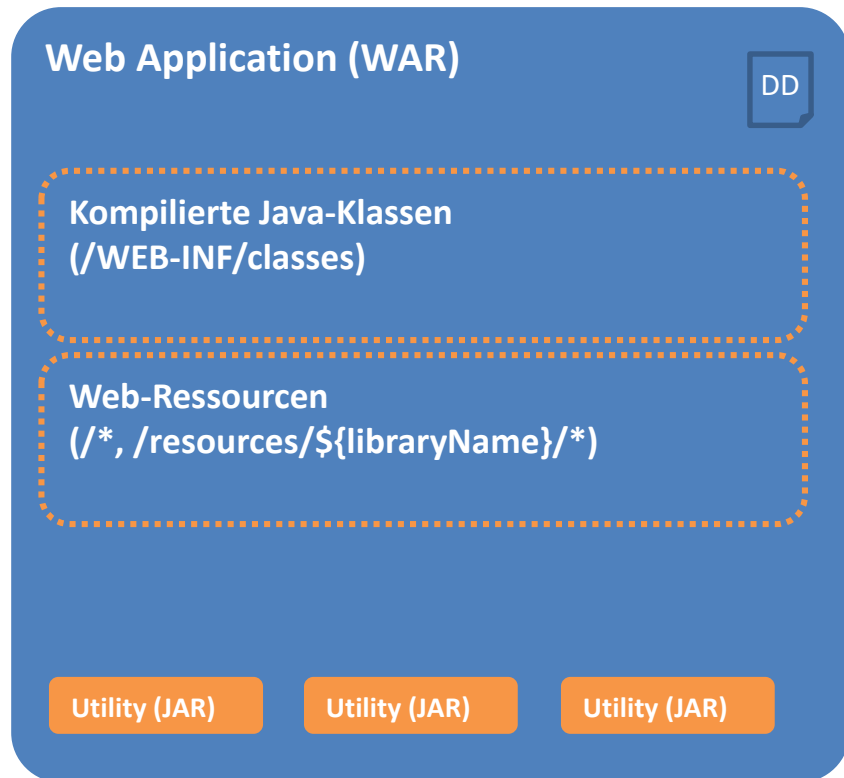 Web Application (WAR)
DD
Kompilierte Java-Klassen
(/WEB-INF/classes)
Web-Ressourcen
(/*, /resources/${libraryName}/*)
Utility (JAR)
Utility (JAR)
Utility (JAR)